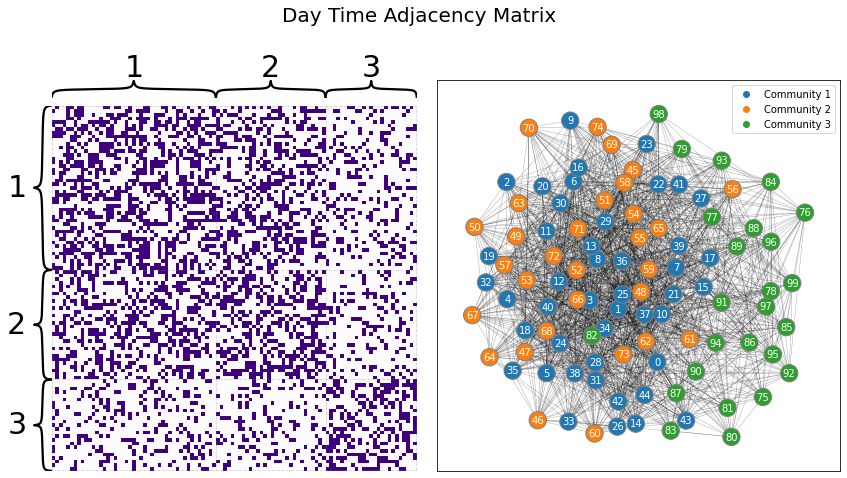 Day Time Adjacency Matrix
1 2 3
1
2
3
Community 1
Community 2
Community 3
98
9
70 74
69 23
79
93
16 45
2 20 6 58 22 41 84
56
63 30 51 27
54 77 76
50 11 71 29 65 88
49 55 96
13 39 89
19 72 8 36 17
57 52 59 7
32 53 12 99
66 48 15 78
4 40 3 25 21 91 97
67 1 37 10
18 68 34 85
82 62 61 94 86
64 47 24 73 95
35 5 38 28 0 90 92
31
42 44 87 75
81
46 33 26 14 43
60 83 80